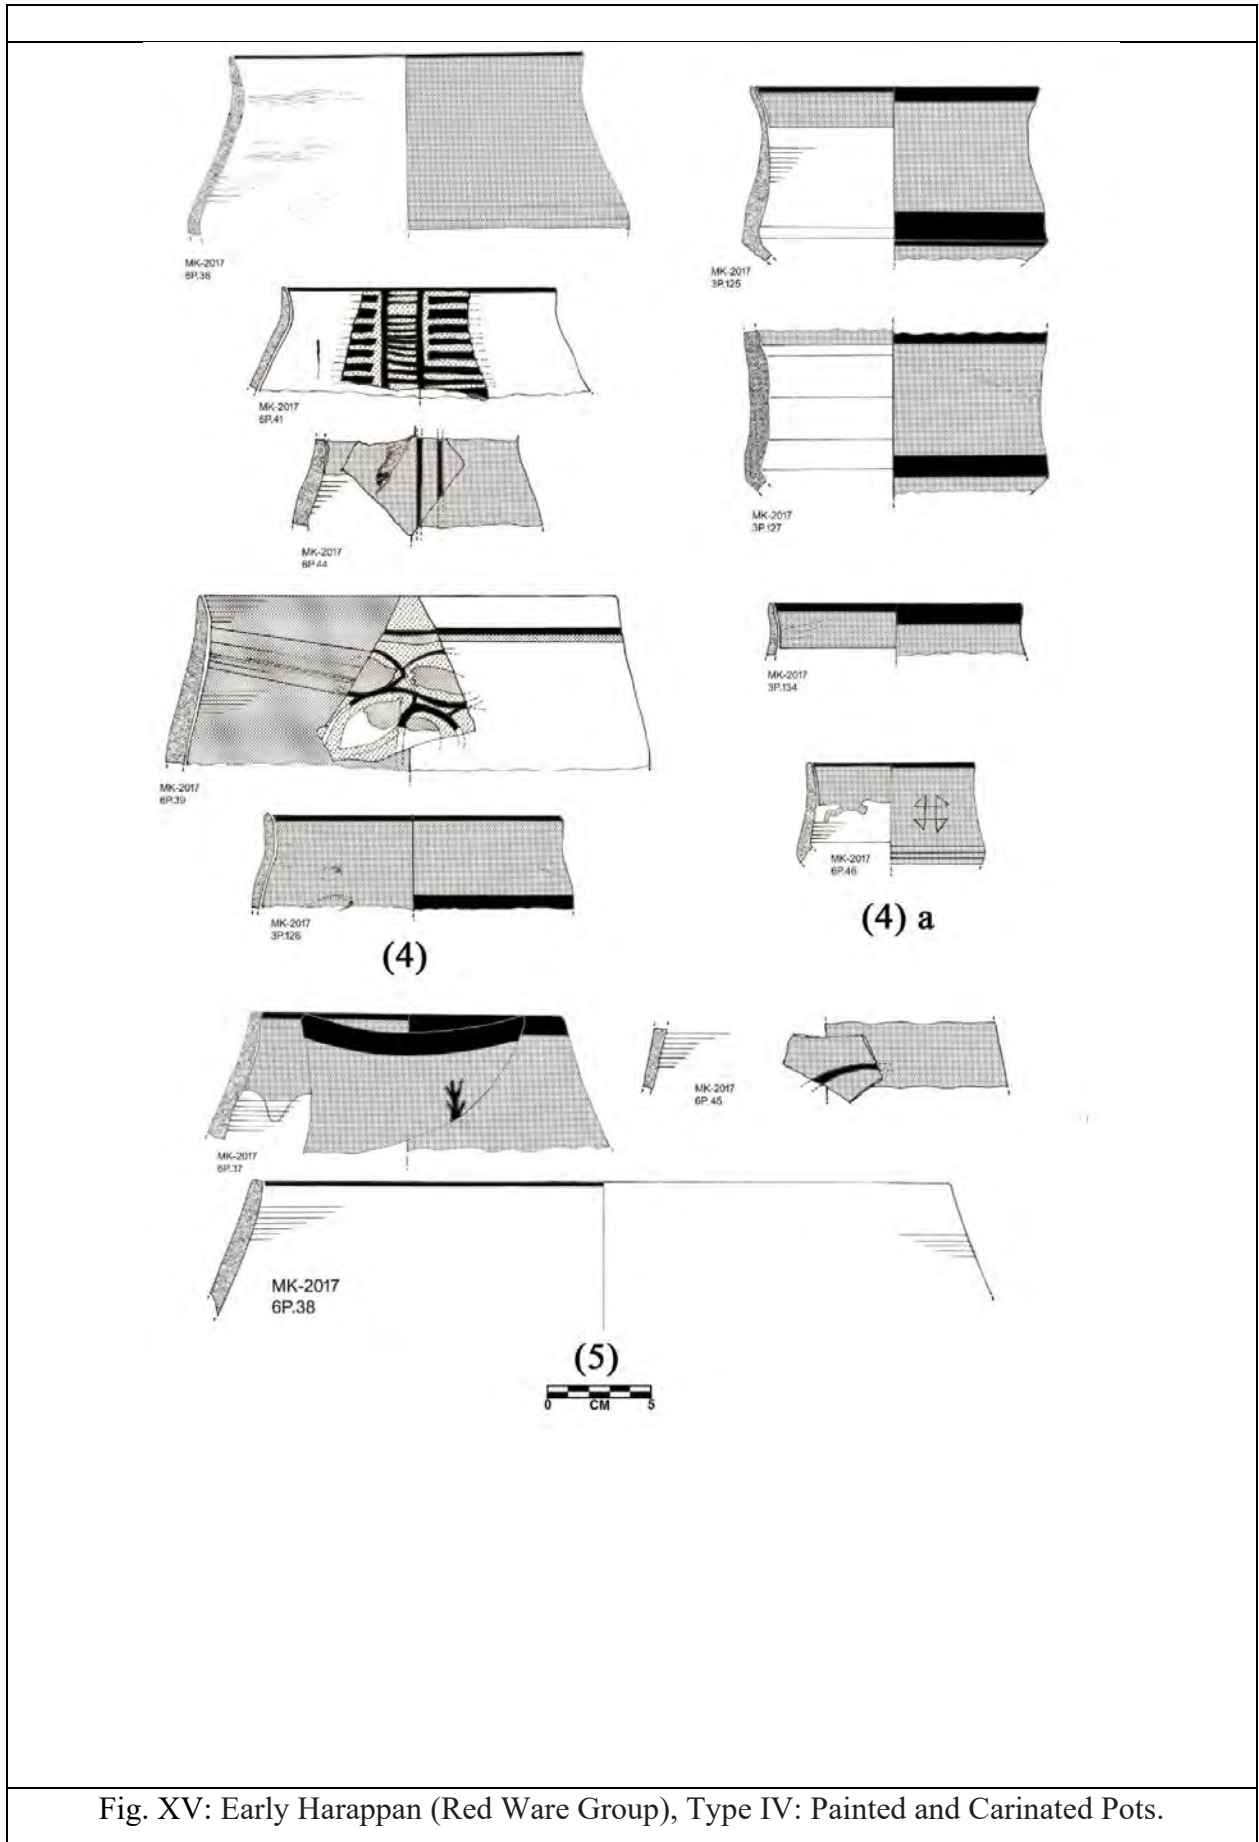 MK-2017
6P.36
MK-2017
3P.125
MK-2017
6P.41
MK-2017
3P.127
MK-2017
6P.44
MK-2017
3P.134
MK-2017
6P.39
MK-2017
6P.46
MK-2017
3P.126
(4) a
(4)
MK-2017
6P.45
MK-2017
6P.37
MK-2017
6P.38
(5)
0 CM 5
Fig. XV: Early Harappan (Red Ware Group), Type IV: Painted and Carinated Pots.